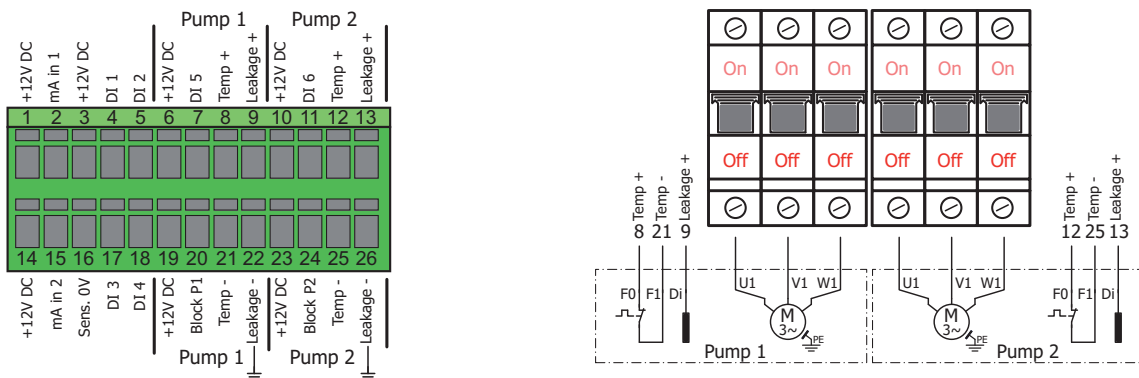 Pump 1 Pump 2
+12V DC mA in 1 +12V DC DI 1 DI 2 +12V DC DI 5 Temp + Leakage + +12V DC DI 6 Temp + Leakage +
1 2 3 4 5 6 7 8 9 10 11 12 13
14 15 16 17 18 19 20 21 22 23 24 25 26
+12V DC mA in 2 Sens. 0V DI 3 DI 4 +12V DC Block P1 Temp - Leakage - +12V DC Block P2 Temp - Leakage -
Pump 1 Pump 2
On On On On On On
Off Off Off Off Off Off
Temp + Temp - Leakage + Temp + Temp - Leakage +
8 21 9 12 25 13
F0 F1 Di U1 V1 W1 U1 V1 W1 F0 F1 Di
M M
3~ 3~
PE PE
Pump 1 Pump 2